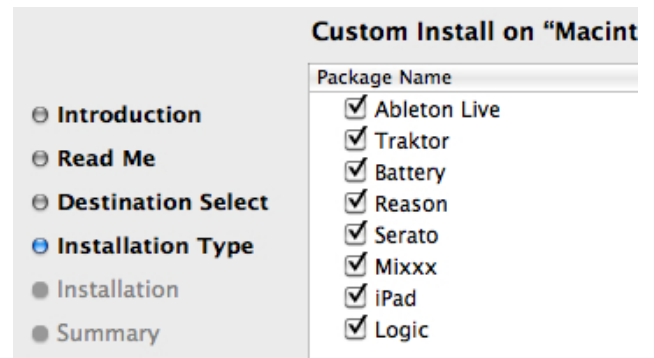 Custom Install on “Macint
Package Name
Introduction
Read Me
Destination Select
Installation Type
Installation
Summary
Ableton Live
Traktor
Battery
Reason
Serato
Mixxx
iPad
Logic